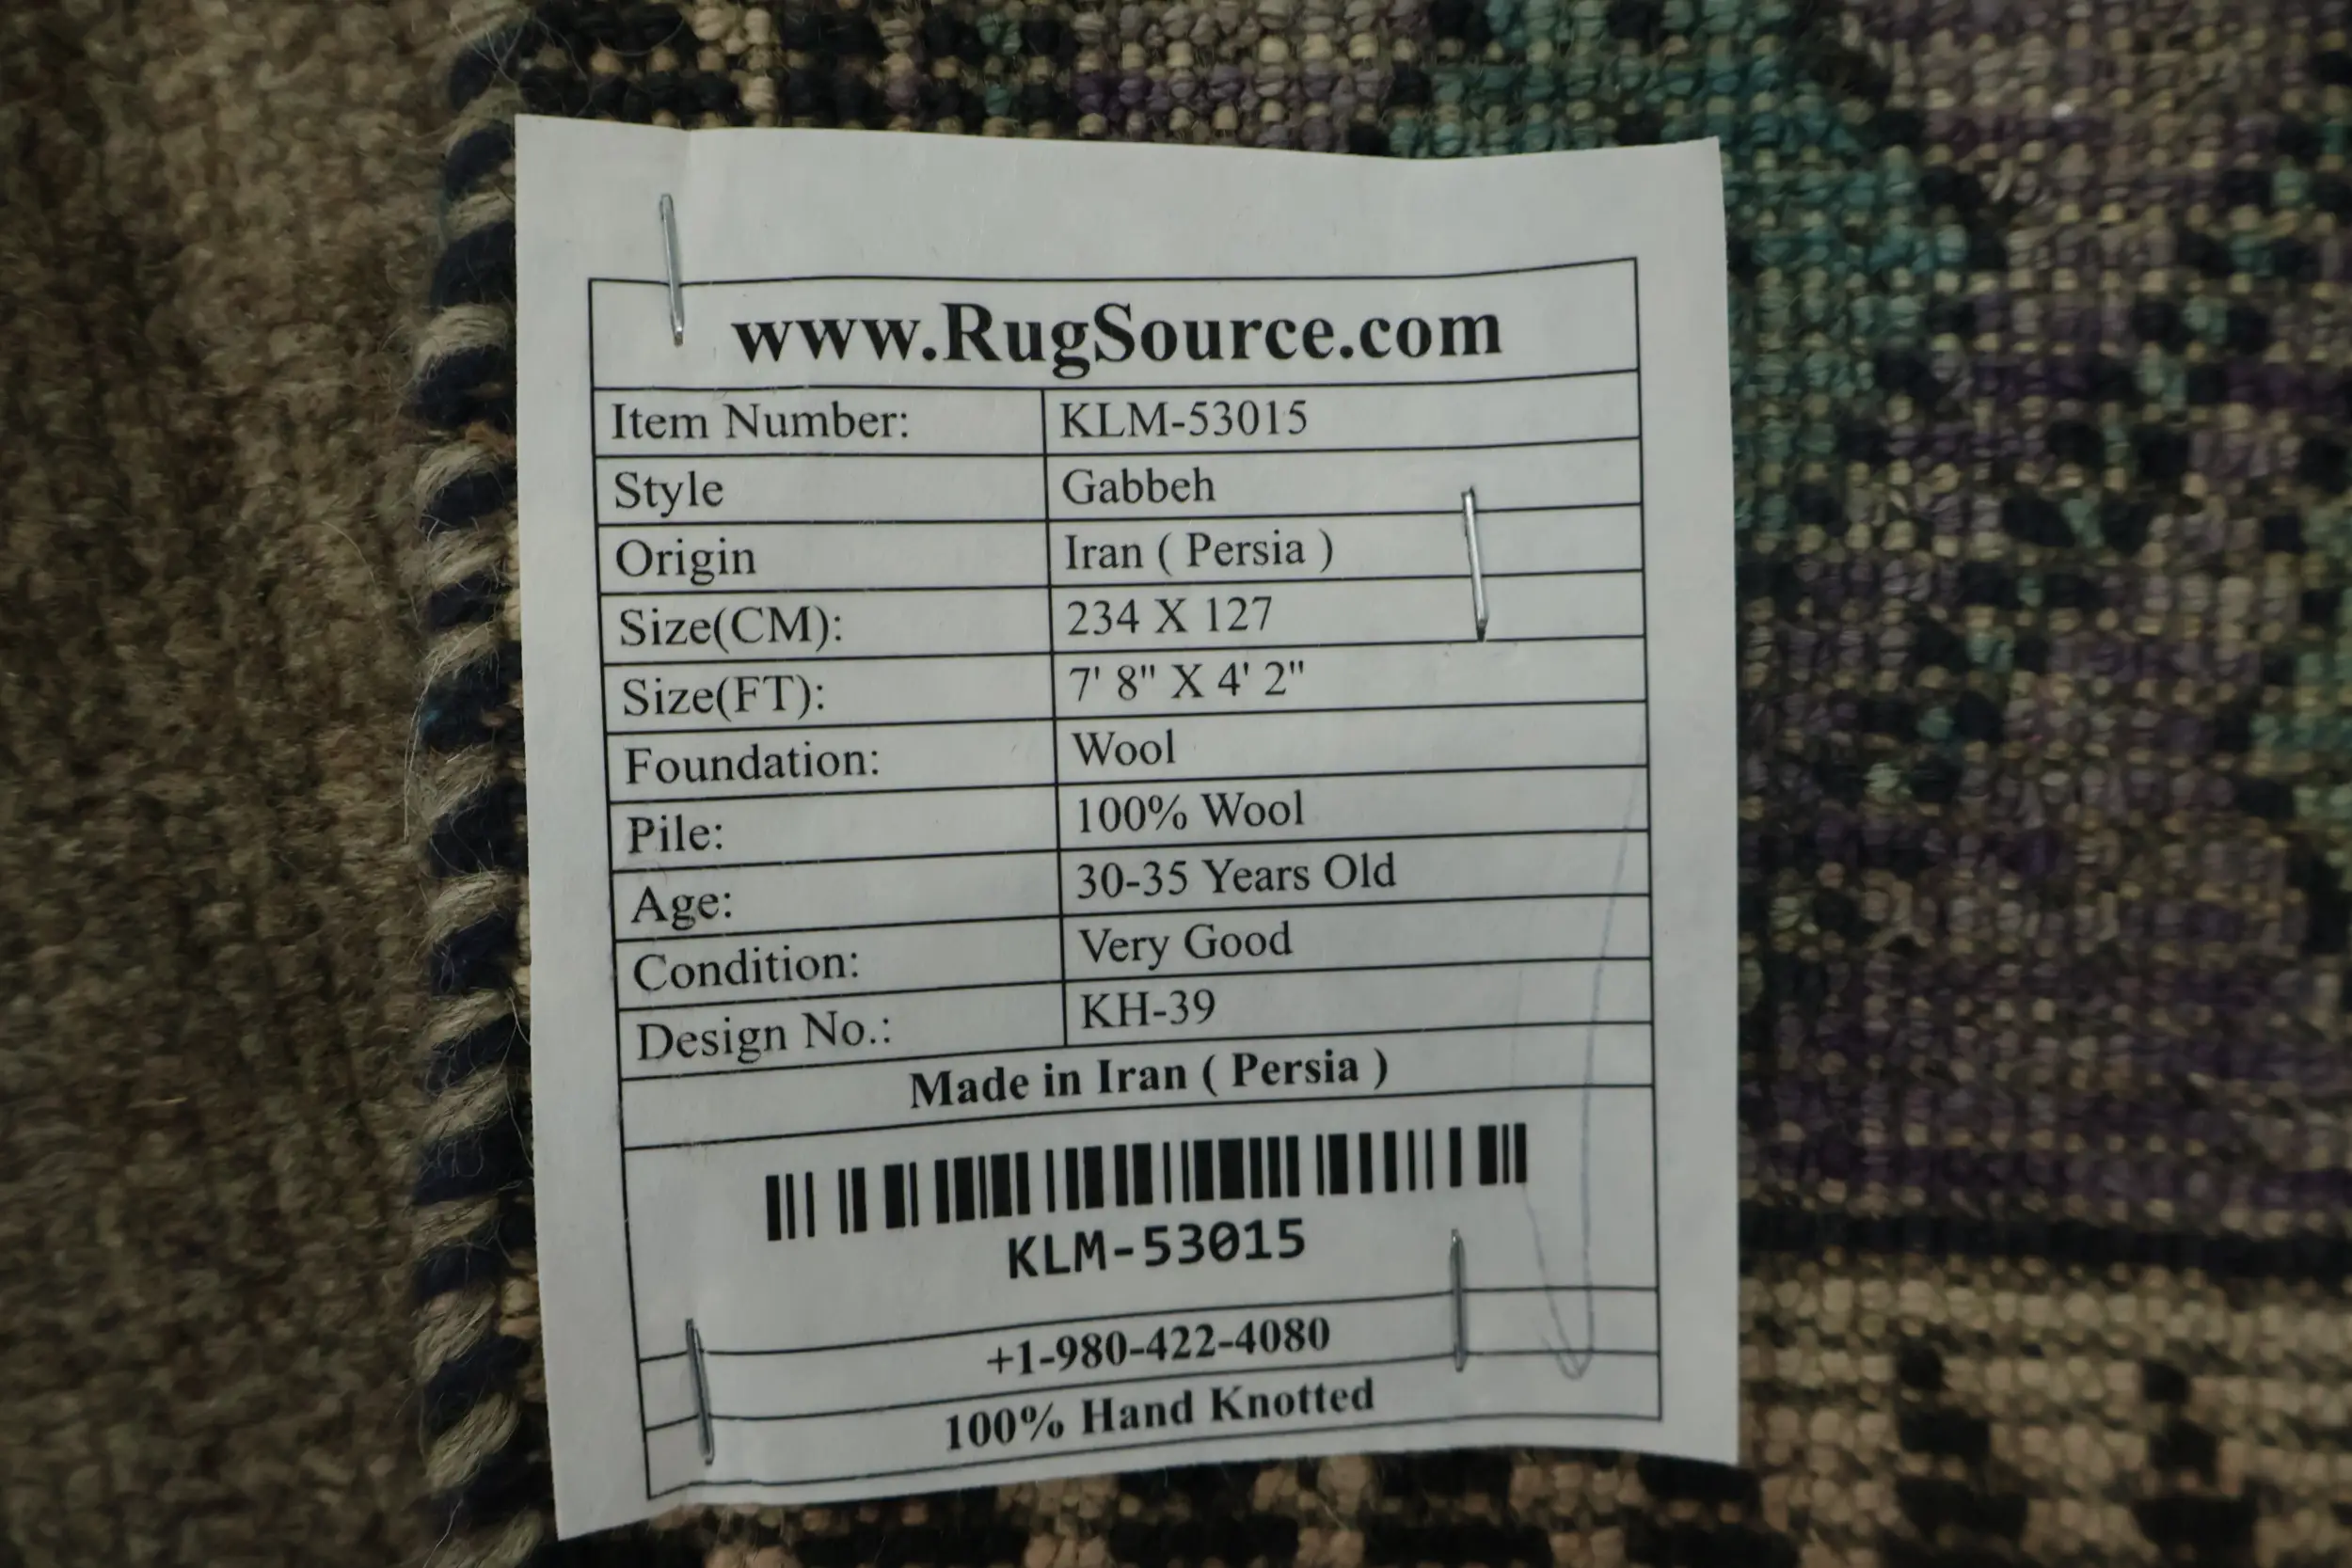 www.RugSource.com
Item Number: KLM-53015
Style Gabbeh
Origin Iran ( Persia )
Size(CM): 234 X 127
Size(FT): 7' 8" X 4' 2"
Foundation: Wool
Pile: 100% Wool
Age: 30-35 Years Old
Condition: Very Good
Design No.: KH-39
Made in Iran ( Persia )
KLM-53015
+1-980-422-4080
100% Hand Knotted